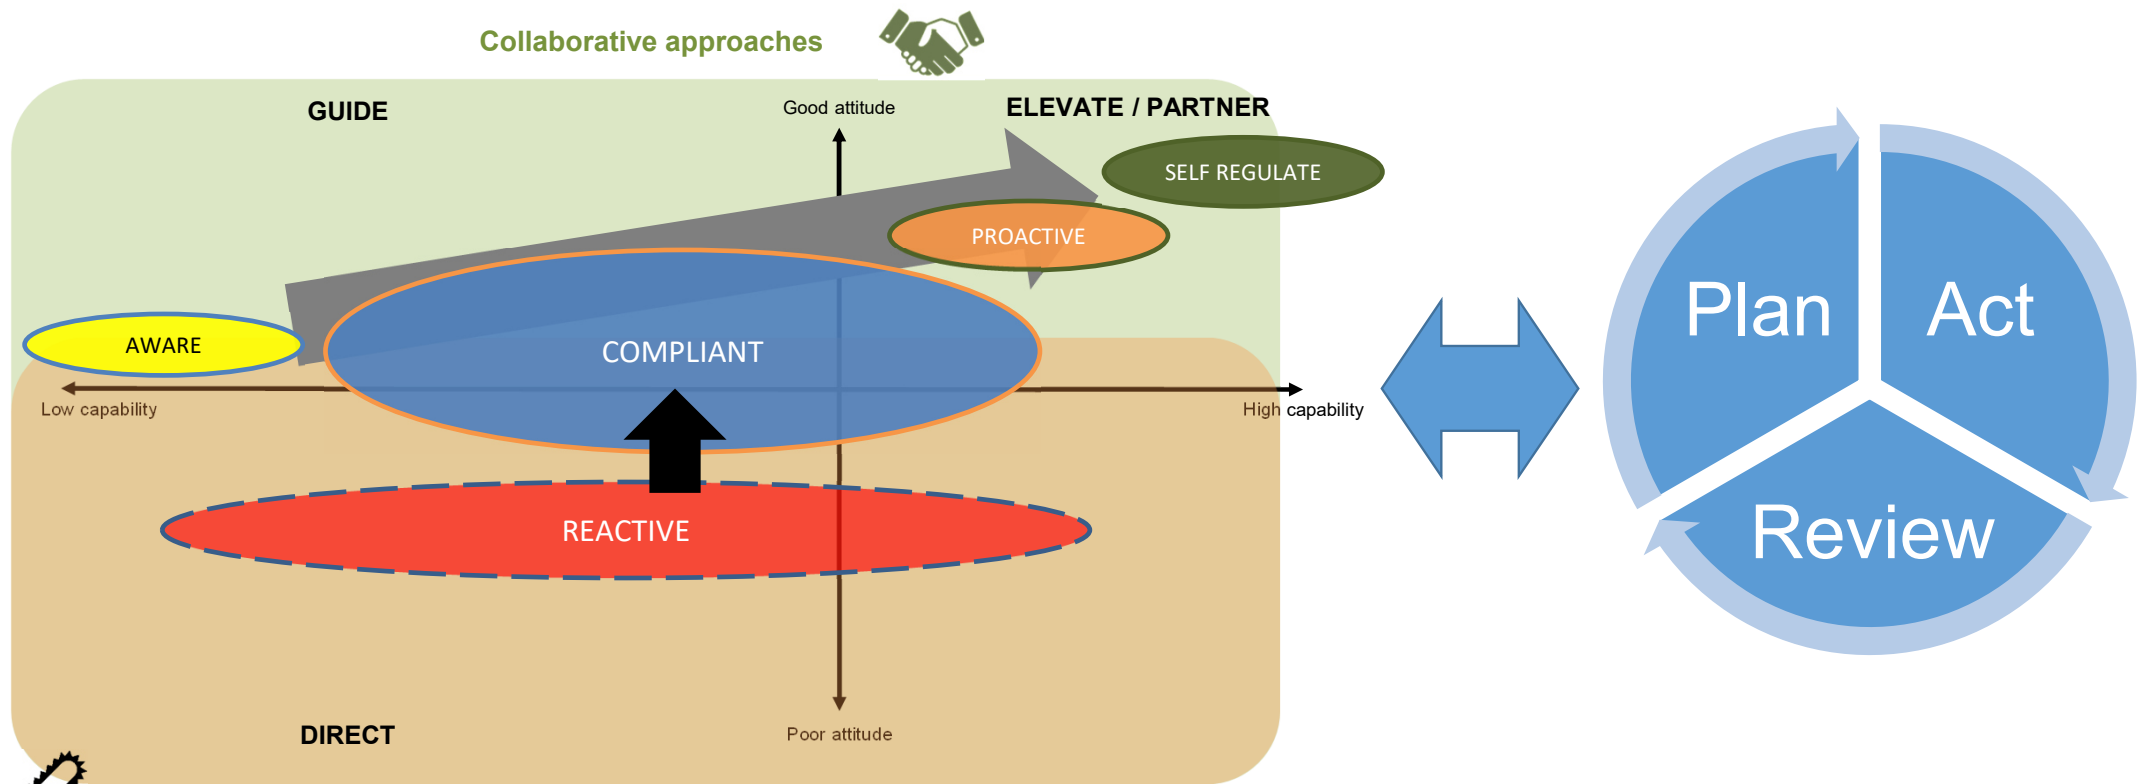 Collaborative approaches
GUIDE
Good attitude
ELEVATE / PARTNER
SELF REGULATE
PROACTIVE
AWARE
COMPLIANT
Low capability
High capability
REACTIVE
DIRECT
Poor attitude
Plan
Act
Review